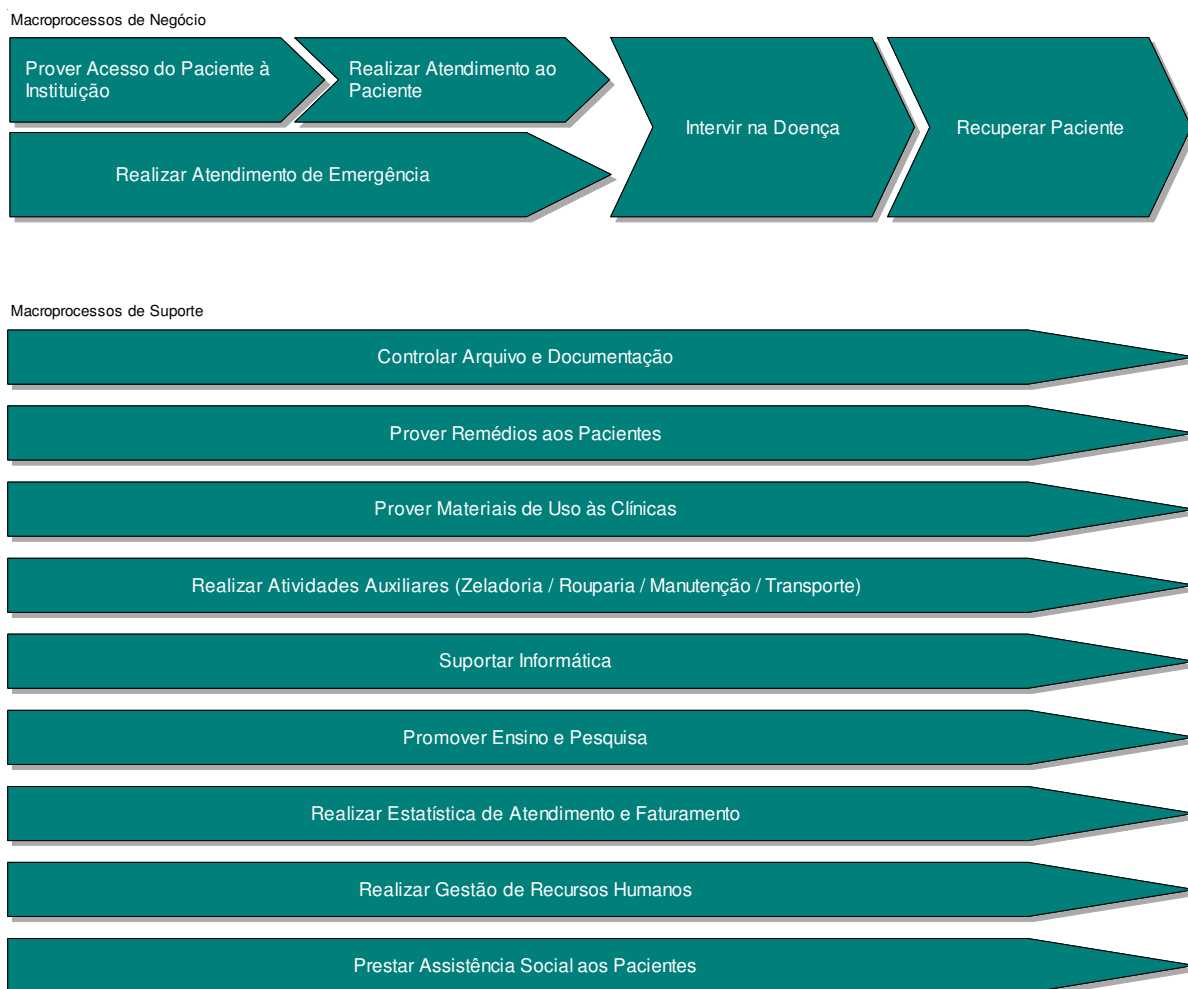 Macroprocessos de Negócio
Prover Acesso do Paciente à
Instituição
Realizar Atendimento ao
Paciente
Intervir na Doença
Recuperar Paciente
Realizar Atendimento de Emergência
Macroprocessos de Suporte
Controlar Arquivo e Documentação
Prover Remédios aos Pacientes
Prover Materiais de Uso às Clínicas
Realizar Atividades Auxiliares (Zeladoria / Rouparia / Manutenção / Transporte)
Suportar Informática
Promover Ensino e Pesquisa
Realizar Estatística de Atendimento e Faturamento
Realizar Gestão de Recursos Humanos
Prestar Assistência Social aos Pacientes